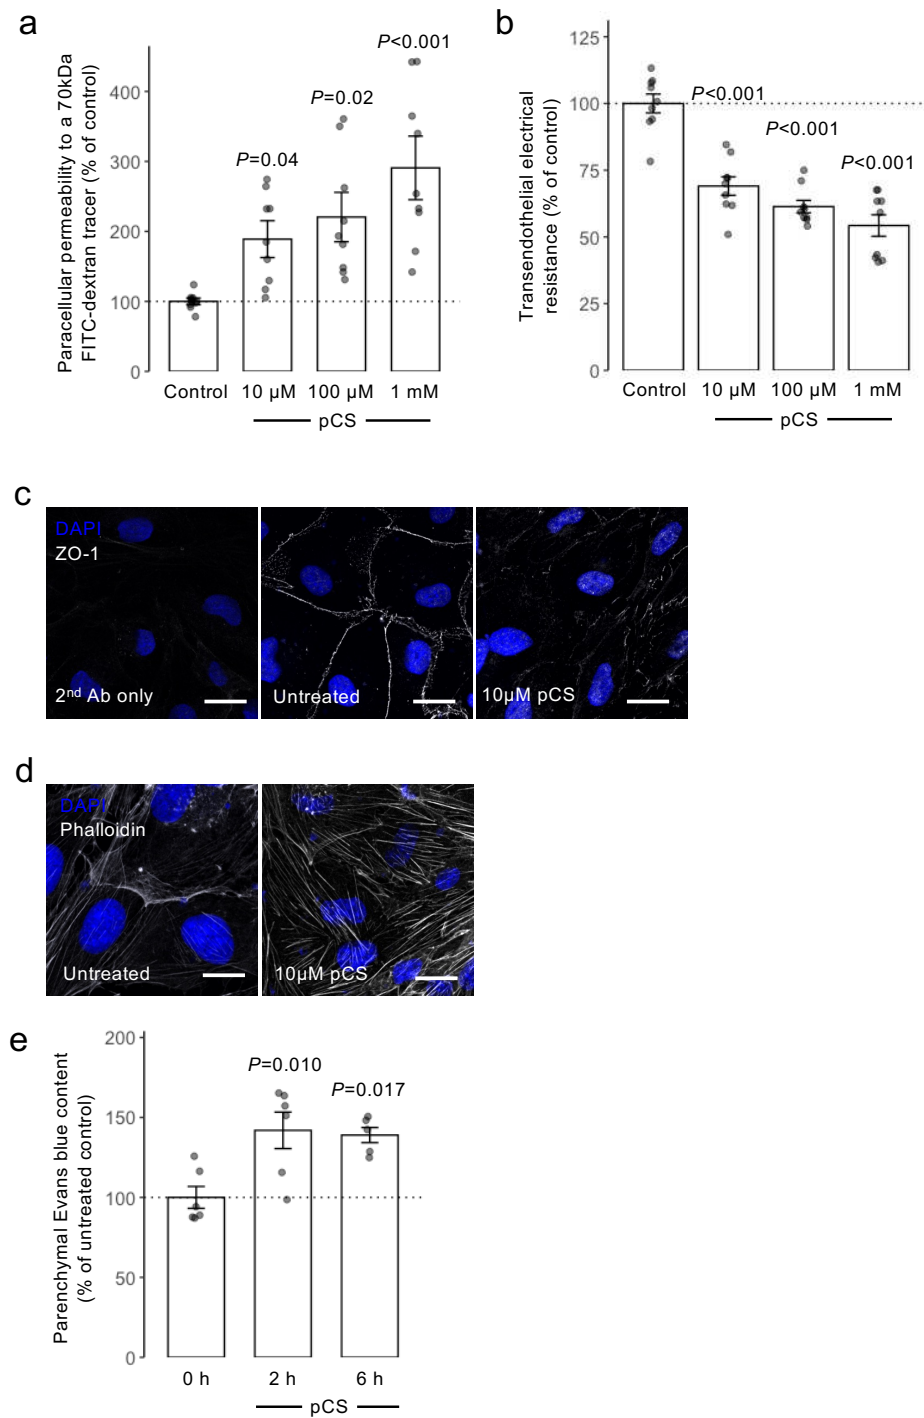 a
Paracellular permeability to a 70kDa
FITC-dextran tracer (% of control)
400
300
200
100
0
P=0.04
P=0.02
P<0.001
Control
10 µM
100 µM
1 mM
pCS
b
Transendothelial electrical
resistance (% of control)
125
100
75
50
25
0
P<0.001
P<0.001
P<0.001
Control
10 µM
100 µM
1 mM
pCS
c
DAPI
ZO-1
2nd Ab only
Untreated
10µM pCS
d
DAPI
Phalloidin
Untreated
10µM pCS
e
Parenchymal Evans blue content
(% of untreated control)
200
150
100
50
0
P=0.010
P=0.017
0 h
2 h
6 h
pCS